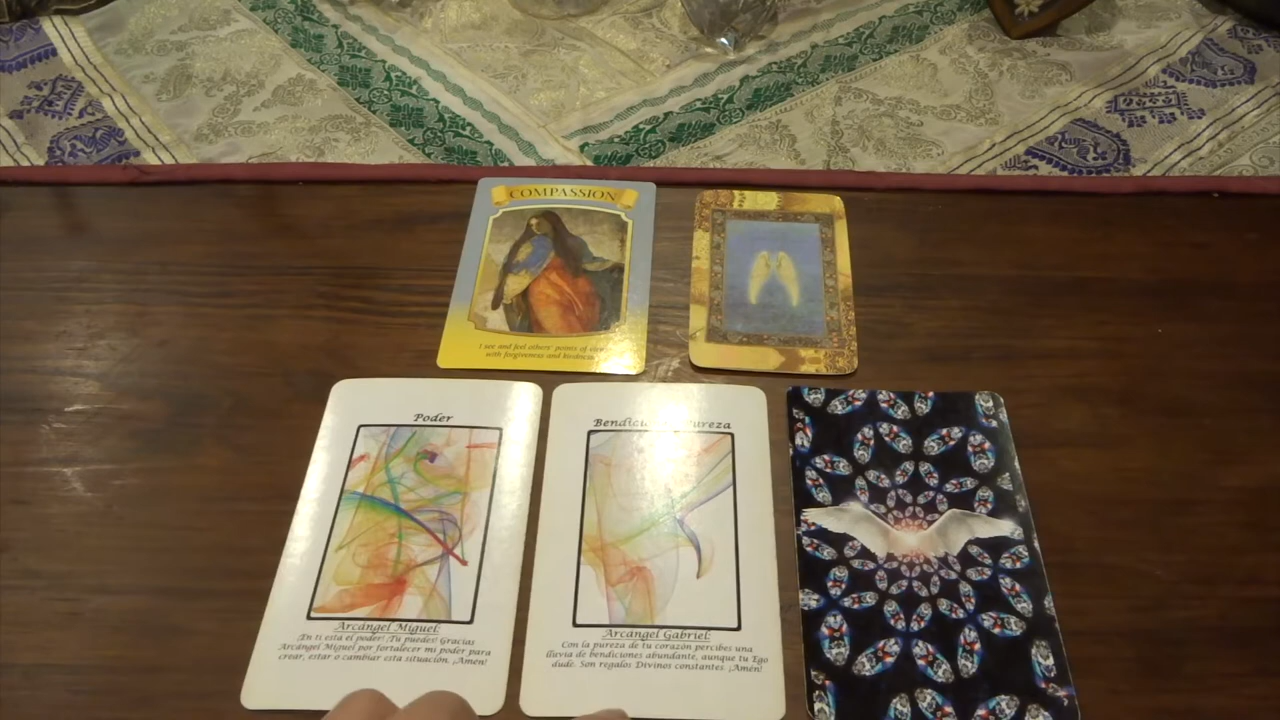 COMPASSION
I see and feel others' points of
with forgiveness and kindness
Poder
Arcángel Miguel:
¡En ti está el poder! ¡Tú puedes! Gracias
Arcángel Miguel por fortalecer mi poder para
crear, estar o cambiar esta situación. ¡Amén!
Arcángel Gabriel:
Con la pureza de tu corazón percibes una
lluvia de bendiciones abundante, aunque tu Ego
dude. Son regalos Divinos constantes. ¡Amén!